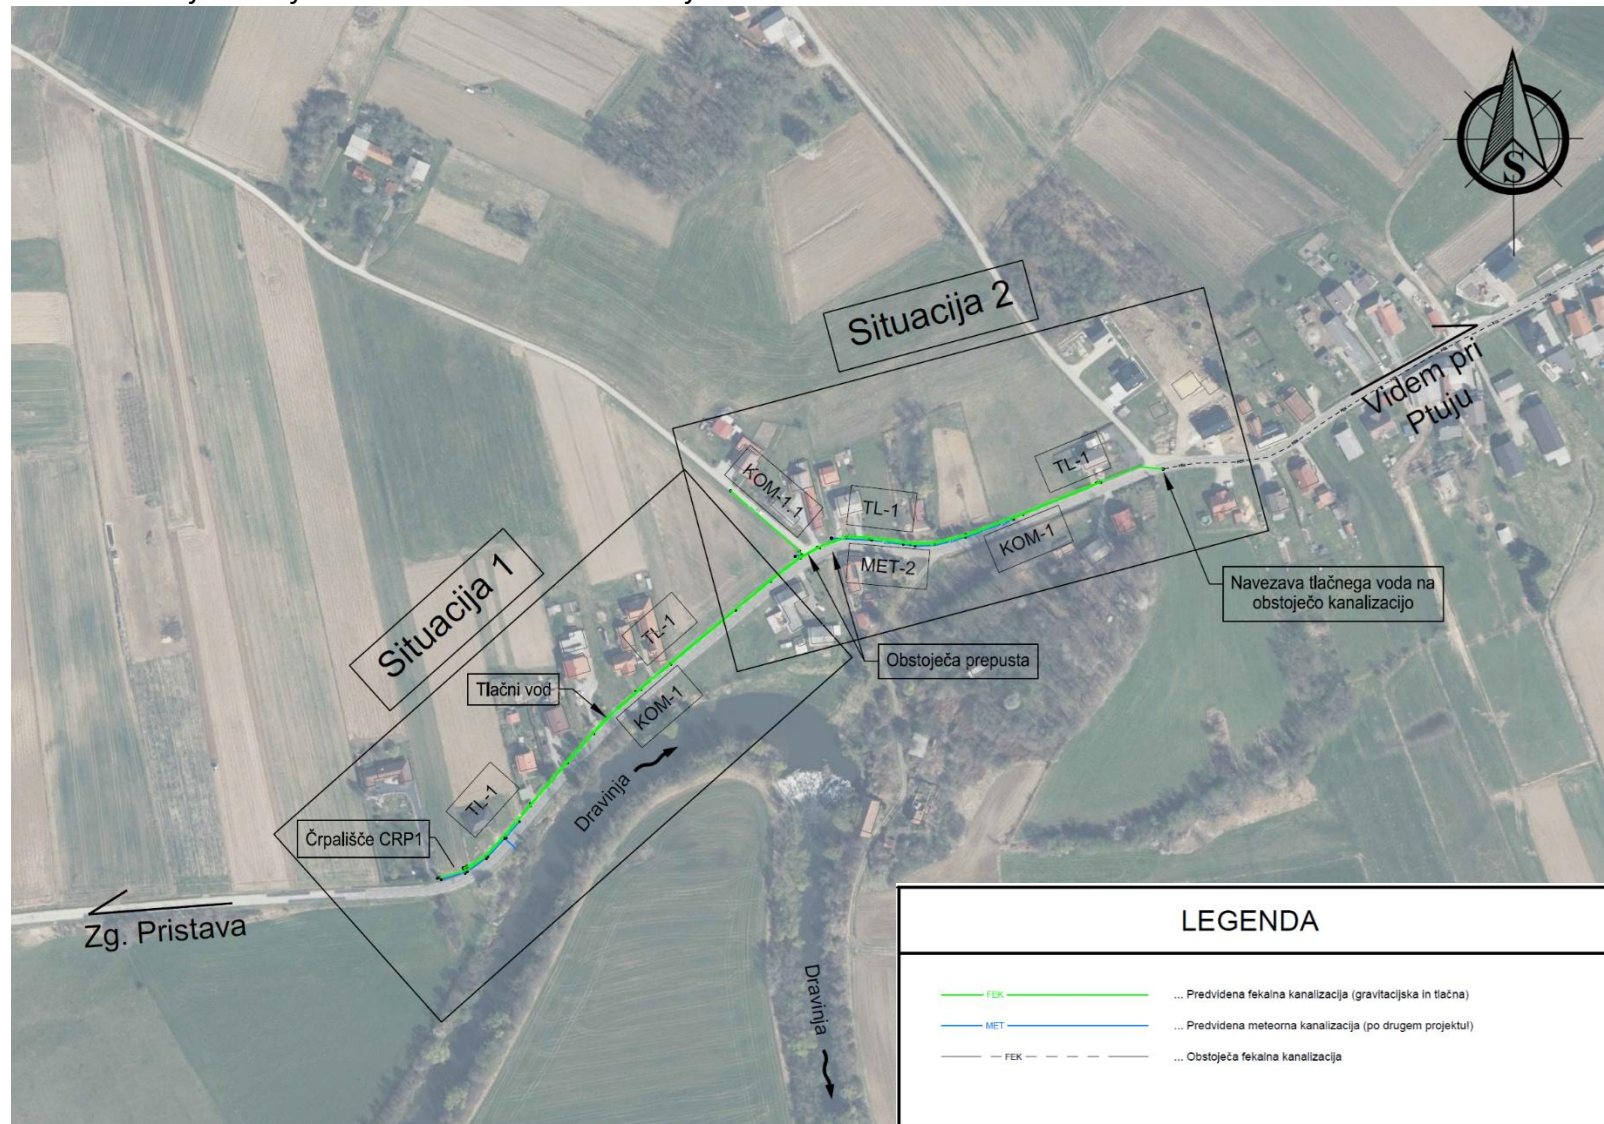 S
Situacija 2
Videm pri
Ptuju
KOM-1.1
TL-1
TL-1
KOM-1
MET-2
Navezava tlačnega voda na
obstoječo kanalizacijo
Situacija 1
Obstoječa prepusta
TL-1
Tlačni vod
KOM-1
Dravinja
TL-1
Črpališče CRP1
Zg. Pristava
Dravinja
LEGENDA
FEK ... Predvidena fekalna kanalizacija (gravitacijska in tlačna)
MET ... Predvidena meteorna kanalizacija (po drugem projektu!)
FEK ... Obstoječa fekalna kanalizacija